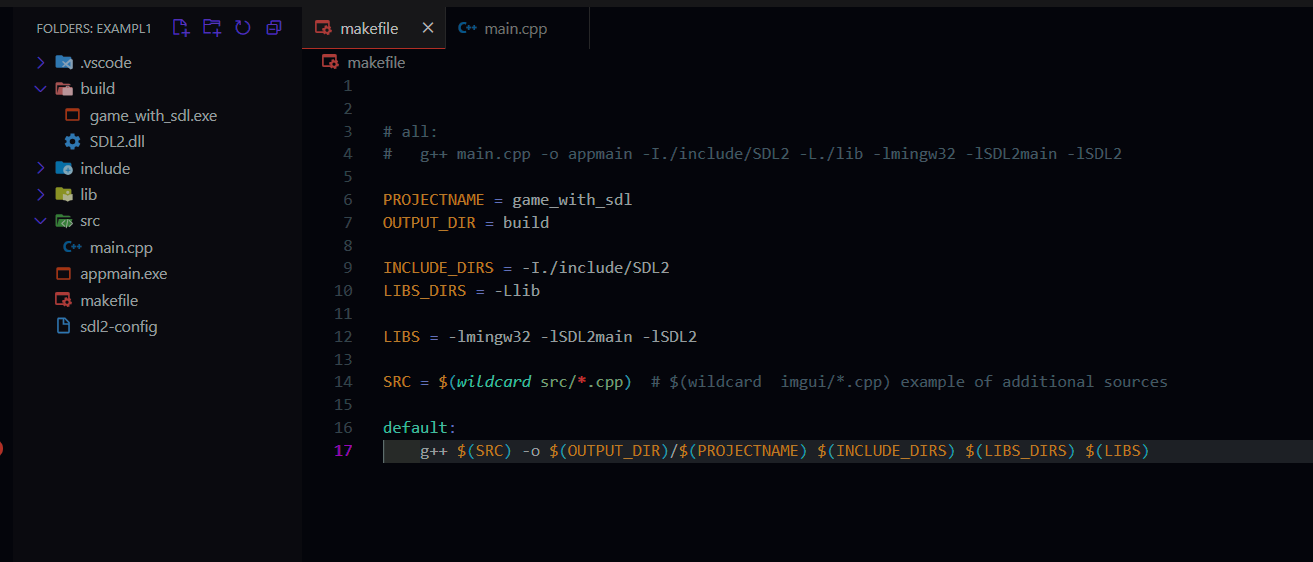 FOLDERS: EXAMPL1
.vscode
build
game_with_sdl.exe
SDL2.dll
include
lib
src
C++ main.cpp
appmain.exe
makefile
sdl2-config
makefile
C++ main.cpp
makefile
1
2
3 # all:
4 #   g++ main.cpp -o appmain -I./include/SDL2 -L./lib -lmingw32 -lSDL2main -lSDL2
5
6 PROJECTNAME = game_with_sdl
7 OUTPUT_DIR = build
8
9 INCLUDE_DIRS = -I./include/SDL2
10 LIBS_DIRS = -Llib
11
12 LIBS = -lmingw32 -lSDL2main -lSDL2
13
14 SRC = $(wildcard src/*.cpp)  # $(wildcard  imgui/*.cpp) example of additional sources
15
16 default:
17     g++ $(SRC) -o $(OUTPUT_DIR)/$(PROJECTNAME) $(INCLUDE_DIRS) $(LIBS_DIRS) $(LIBS)